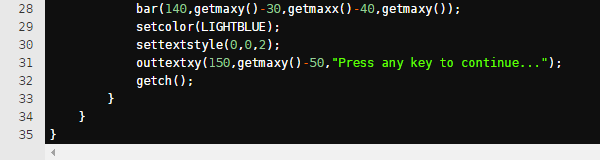 28 bar(140,getmaxy()-30,getmaxx()-40,getmaxy());
29 setcolor(LIGHTBLUE);
30 settextstyle(0,0,2);
31 outtextxy(150,getmaxy()-50,"Press any key to continue...");
32 getch();
33 }
34 }
35 }